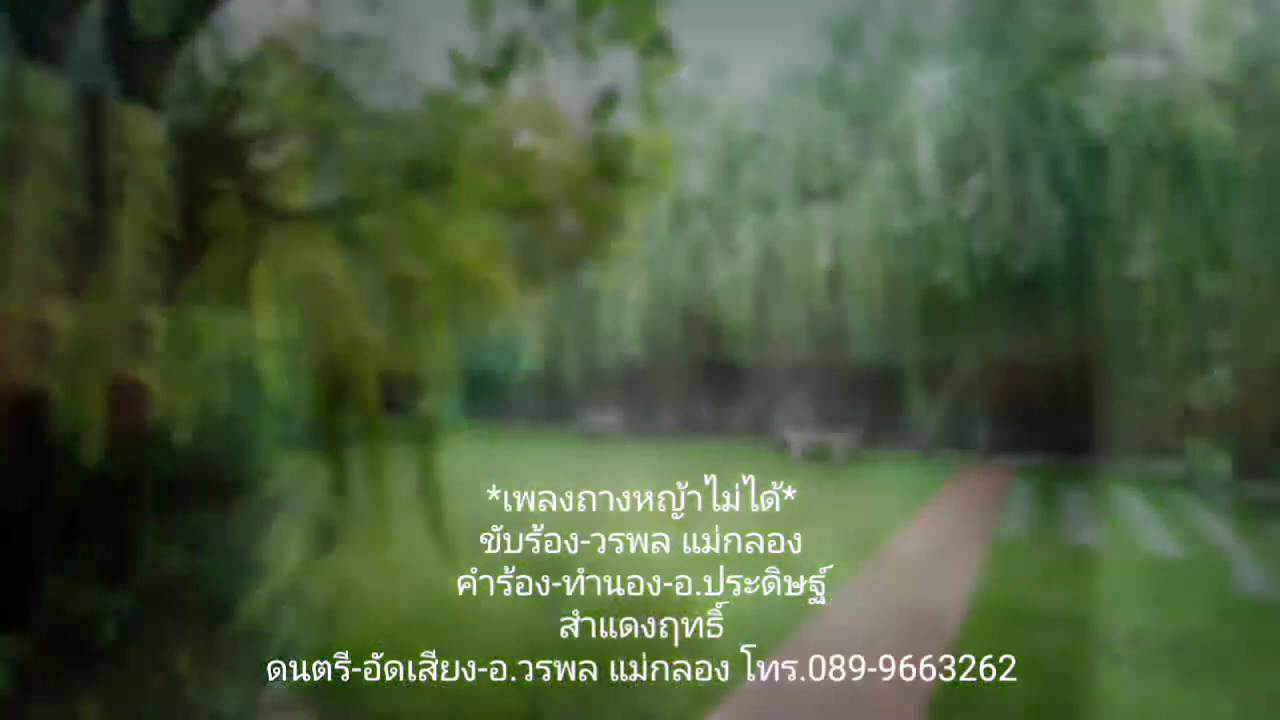 *เพลงถางหญ้าไม่ได้*
ขับร้อง-วรพล แม่กลอง
คำร้อง-ทำนอง-อ.ประดิษฐ์
สำแดงฤทธิ์
ดนตรี-อัดเสียง-อ.วรพล แม่กลอง โทร.089-9663262